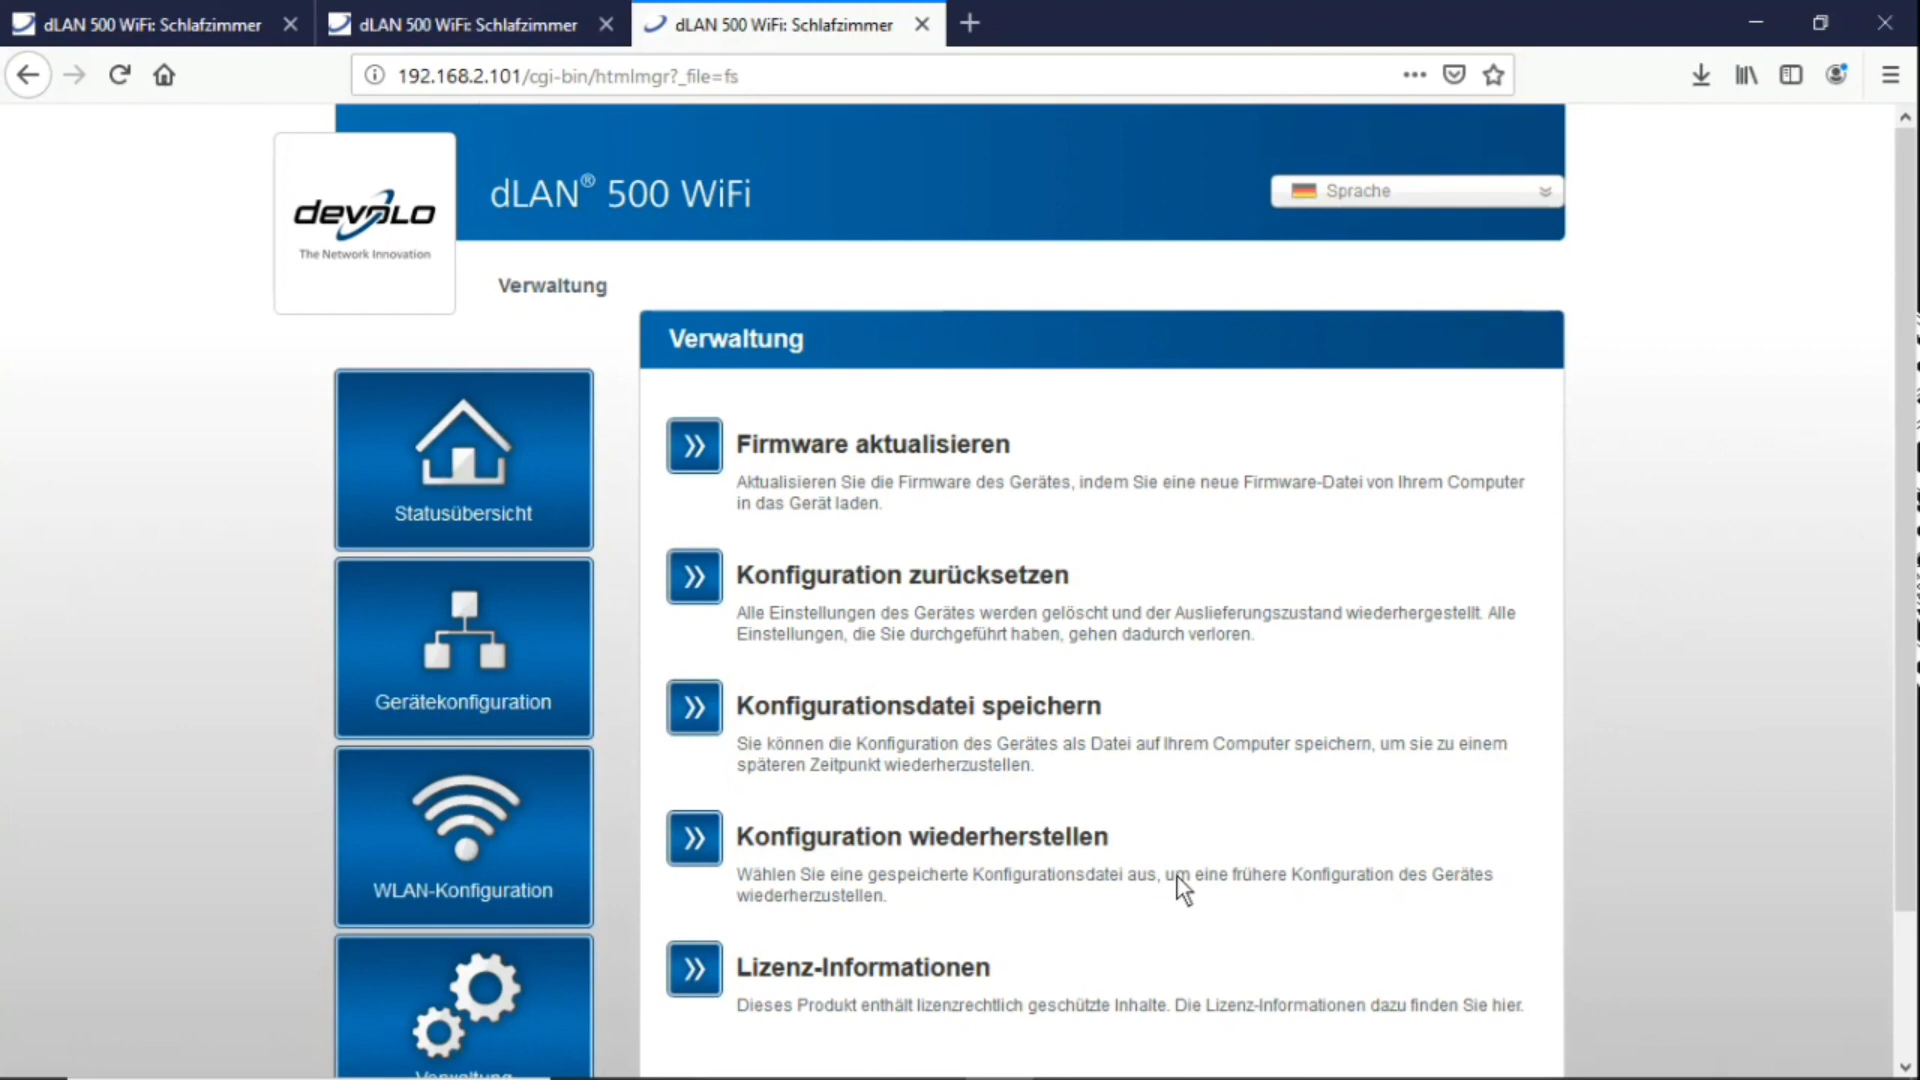 dLAN 500 WiFi: Schlafzimmer
dLAN 500 WiFi: Schlafzimmer
dLAN 500 WiFi: Schlafzimmer
192.168.2.101/cgi-bin/htmlmgr?_file=fs
devolo
The Network Innovation
dLAN® 500 WiFi
Sprache
Verwaltung
Verwaltung
Statusübersicht
Gerätekonfiguration
WLAN-Konfiguration
Verwaltung
Firmware aktualisieren
Aktualisieren Sie die Firmware des Gerätes, indem Sie eine neue Firmware-Datei von Ihrem Computer
in das Gerät laden.
Konfiguration zurücksetzen
Alle Einstellungen des Gerätes werden gelöscht und der Auslieferungszustand wiederhergestellt. Alle
Einstellungen, die Sie durchgeführt haben, gehen dadurch verloren.
Konfigurationsdatei speichern
Sie können die Konfiguration des Gerätes als Datei auf Ihrem Computer speichern, um sie zu einem
späteren Zeitpunkt wiederherzustellen.
Konfiguration wiederherstellen
Wählen Sie eine gespeicherte Konfigurationsdatei aus, um eine frühere Konfiguration des Gerätes
wiederherzustellen.
Lizenz-Informationen
Dieses Produkt enthält lizenzrechtlich geschützte Inhalte. Die Lizenz-Informationen dazu finden Sie hier.